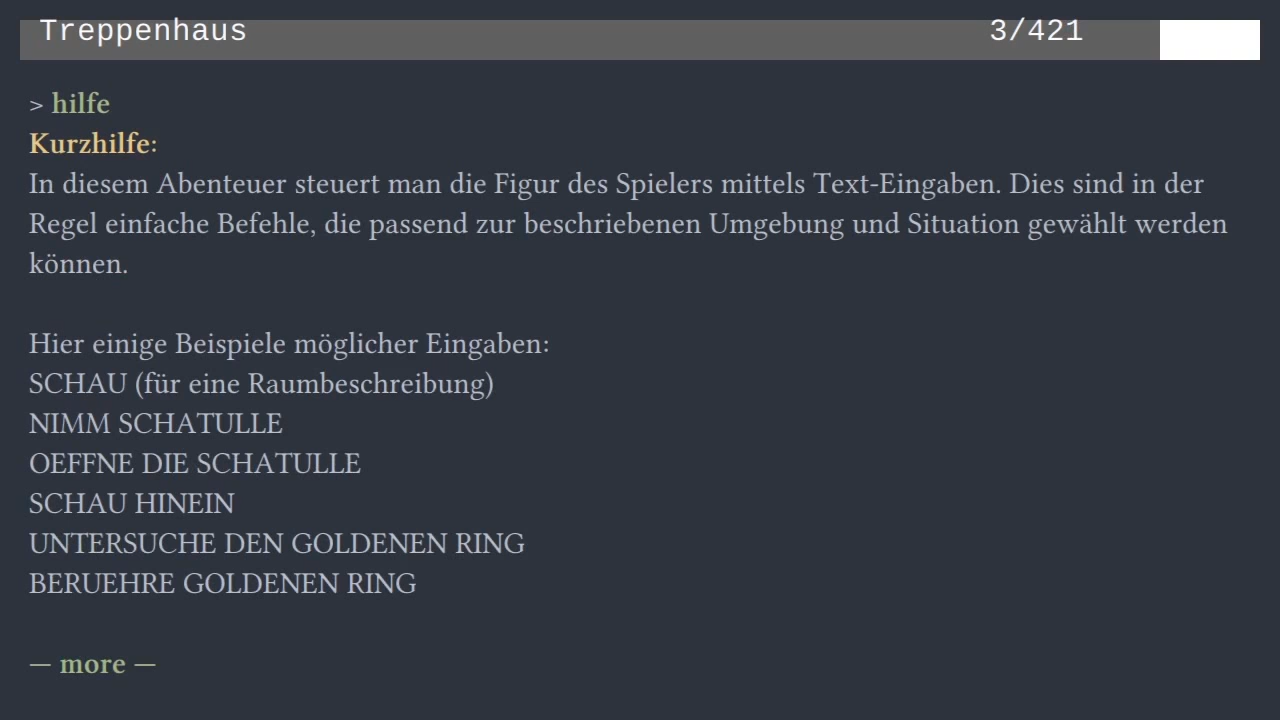 Treppenhaus 3/421
> hilfe
Kurzhilfe:
In diesem Abenteuer steuert man die Figur des Spielers mittels Text-Eingaben. Dies sind in der
Regel einfache Befehle, die passend zur beschriebenen Umgebung und Situation gewählt werden
können.
Hier einige Beispiele möglicher Eingaben:
SCHAU (für eine Raumbeschreibung)
NIMM SCHATULLE
OEFFNE DIE SCHATULLE
SCHAU HINEIN
UNTERSUCHE DEN GOLDENEN RING
BERUEHRE GOLDENEN RING
— more —